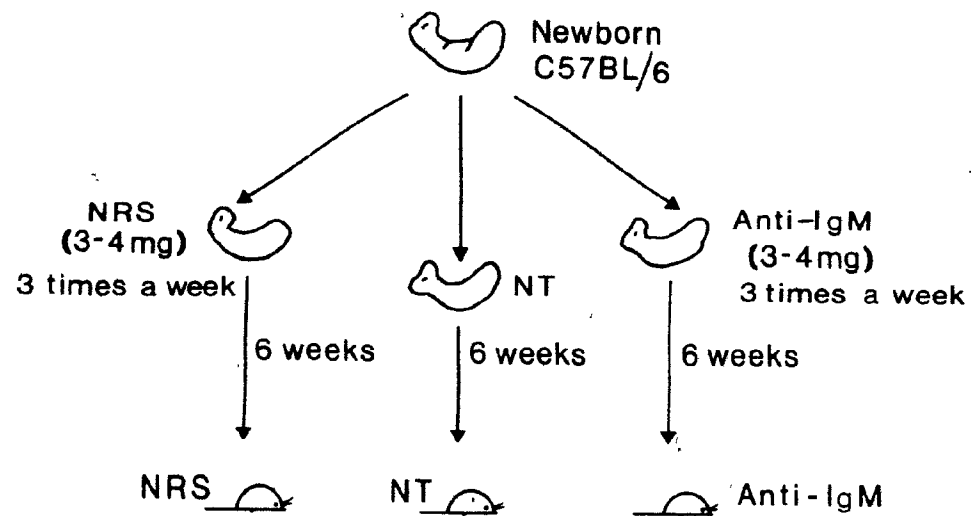 Newborn
C57BL/6
NRS
(3-4mg)
3 times a week
NT
Anti-IgM
(3-4mg)
3 times a week
6 weeks
6 weeks
6 weeks
NRS
NT
Anti-IgM